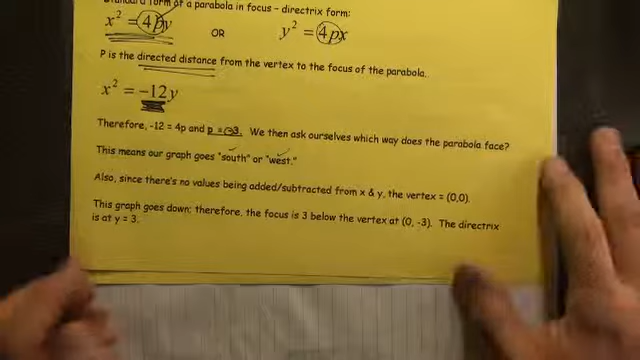 Standard form of a parabola in focus – directrix form:
x² = 4py OR y² = 4px
P is the directed distance from the vertex to the focus of the parabola.
x² = -12y
Therefore, -12 = 4p and p = -3. We then ask ourselves which way does the parabola face?
This means our graph goes "south" or "west."
Also, since there's no values being added/subtracted from x & y, the vertex = (0,0).
This graph goes down; therefore, the focus is 3 below the vertex at (0, -3). The directrix
is at y = 3.